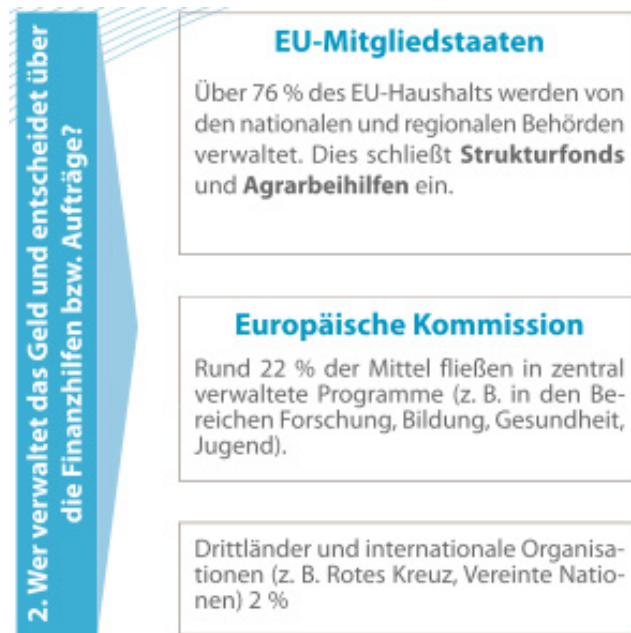 2. Wer verwaltet das Geld und entscheidet über
die Finanzhilfen bzw. Aufträge?
EU-Mitgliedstaaten
Über 76 % des EU-Haushalts werden von
den nationalen und regionalen Behörden
verwaltet. Dies schließt Strukturfonds
und Agrarbeihilfen ein.
Europäische Kommission
Rund 22 % der Mittel fließen in zentral
verwaltete Programme (z. B. in den Be-
reichen Forschung, Bildung, Gesundheit,
Jugend).
Drittländer und internationale Organisa-
tionen (z. B. Rotes Kreuz, Vereinte Natio-
nen) 2 %